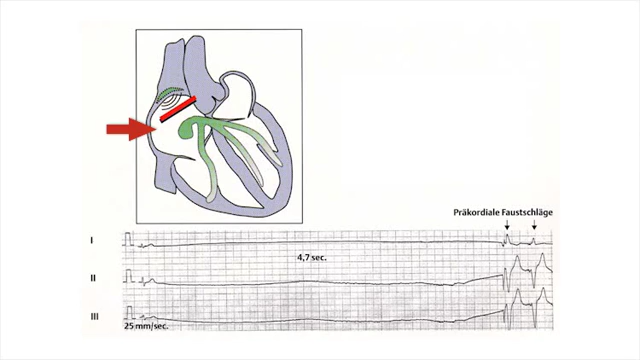 Präkordiale Faustschläge
I
4,7 sec.
II
III
25 mm/sec.